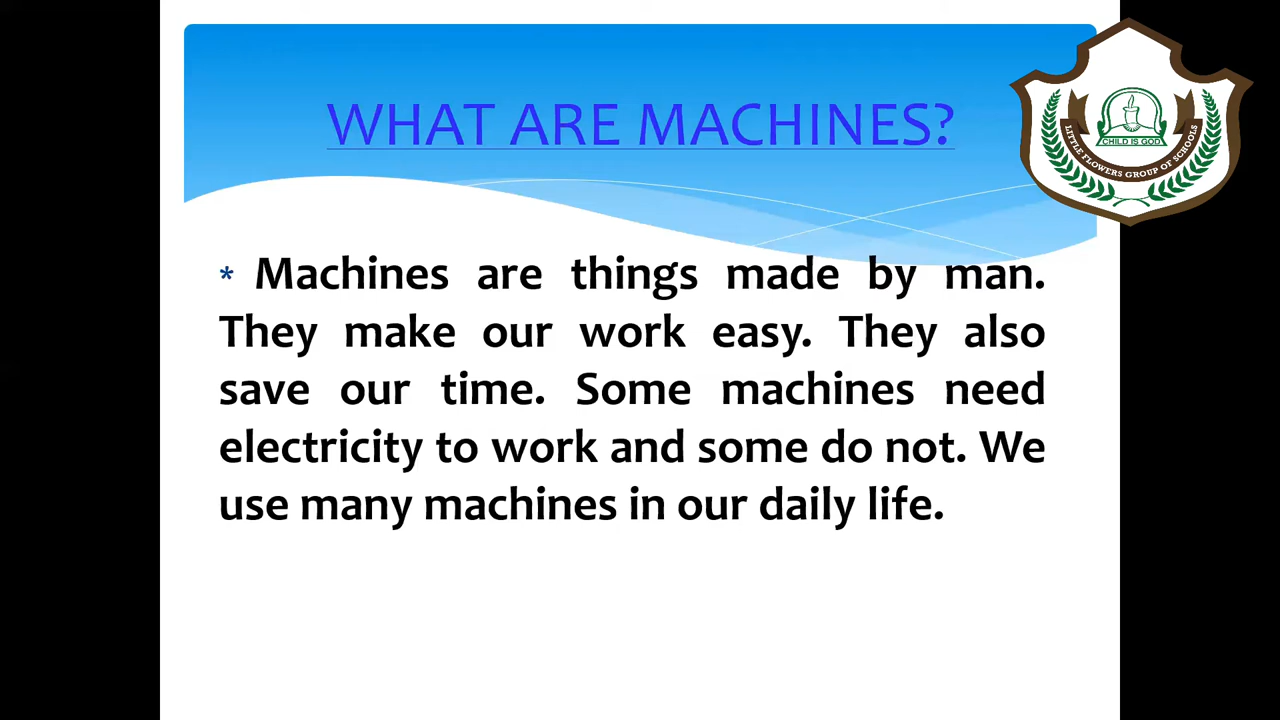 WHAT ARE MACHINES?
CHILD IS GOD
LITTLE FLOWERS GROUP OF SCHOOLS
* Machines are things made by man.
They make our work easy. They also
save our time. Some machines need
electricity to work and some do not. We
use many machines in our daily life.